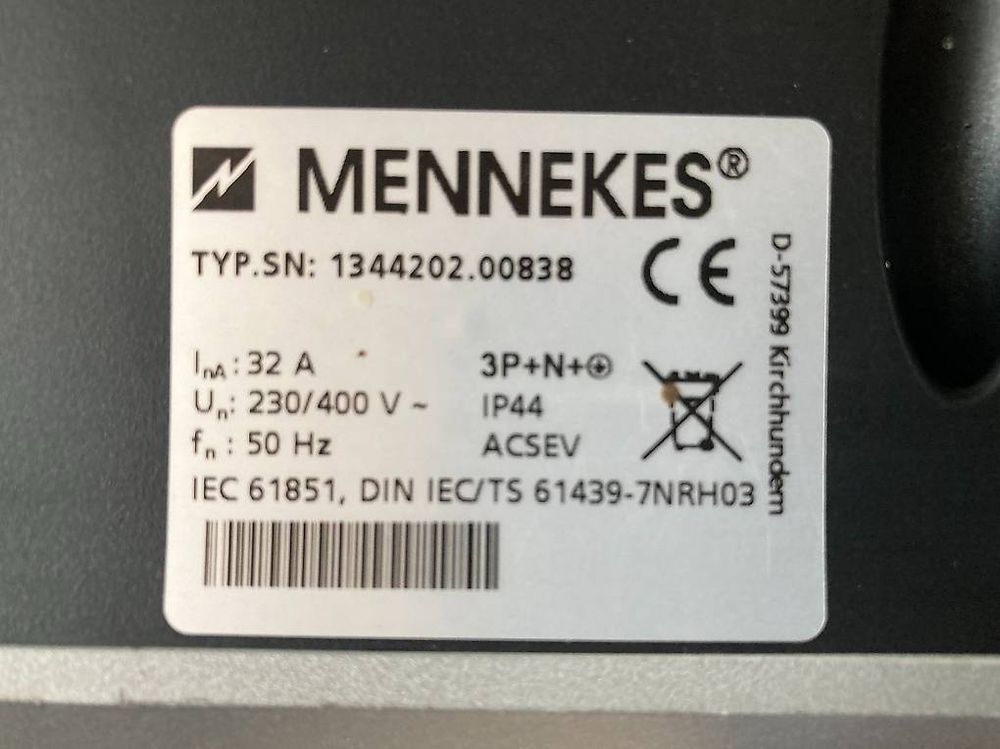 MENNEKES®
TYP.SN: 1344202.00838
CE
InA: 32 A
3P+N+
Un: 230/400 V ~
IP44
fn: 50 Hz
ACSEV
IEC 61851, DIN IEC/TS 61439-7NRH03
D-57399 Kirchhundem